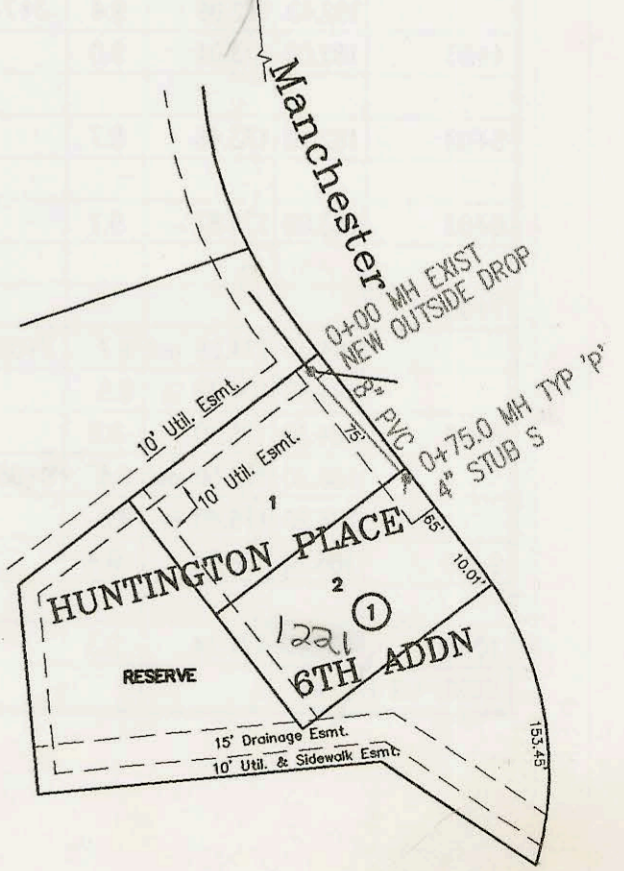 Manchester
0+00 MH EXIST
NEW OUTSIDE DROP
8" PVC
75'
0+75.0 MH TYP 'P'
4" STUB S
10' Util. Esmt.
10' Util. Esmt.
1
HUNTINGTON PLACE
65'
10.01'
2
1
1221
6TH ADDN
RESERVE
153.45'
15' Drainage Esmt.
10' Util. & Sidewalk Esmt.